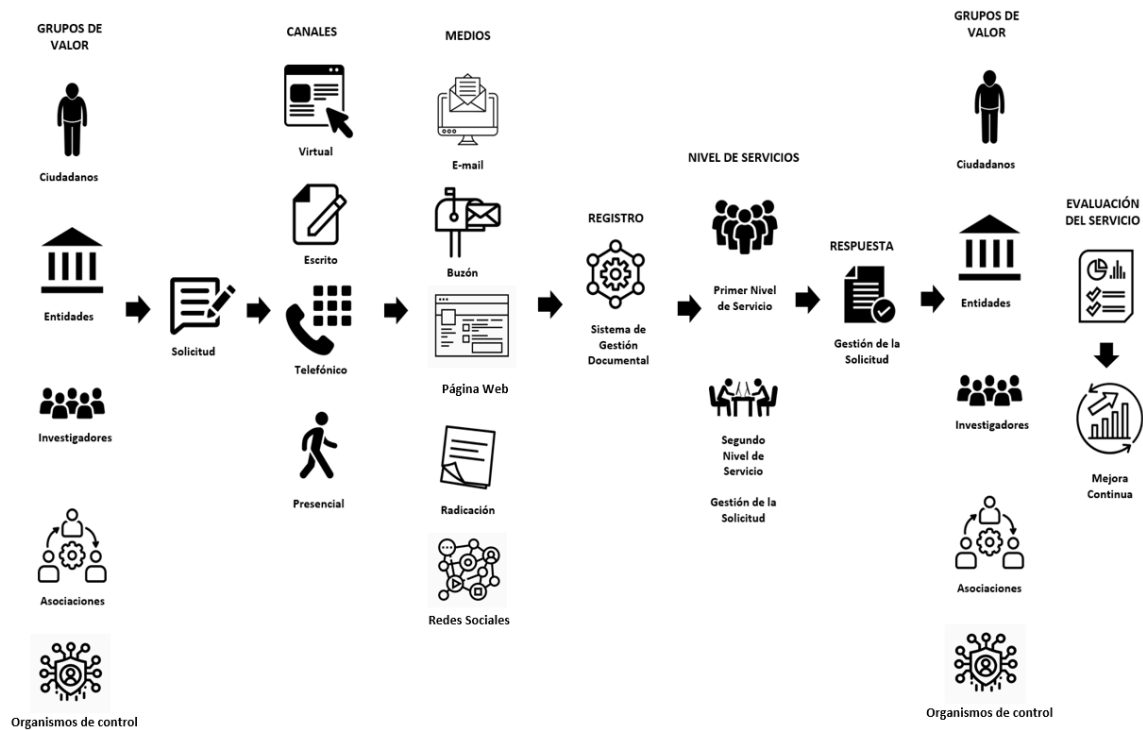 GRUPOS DE
VALOR
Ciudadanos
Entidades
Investigadores
Asociaciones
Organismos de control
Solicitud
CANALES
Virtual
Escrito
Telefónico
Presencial
MEDIOS
E-mail
Buzón
Página Web
Radicación
Redes Sociales
REGISTRO
Sistema de
Gestión
Documental
NIVEL DE SERVICIOS
Primer Nivel
de Servicio
Segundo
Nivel de
Servicio
Gestión de la
Solicitud
RESPUESTA
Gestión de la
Solicitud
GRUPOS DE
VALOR
Ciudadanos
Entidades
Investigadores
Asociaciones
Organismos de control
EVALUACIÓN
DEL SERVICIO
Mejora
Continua